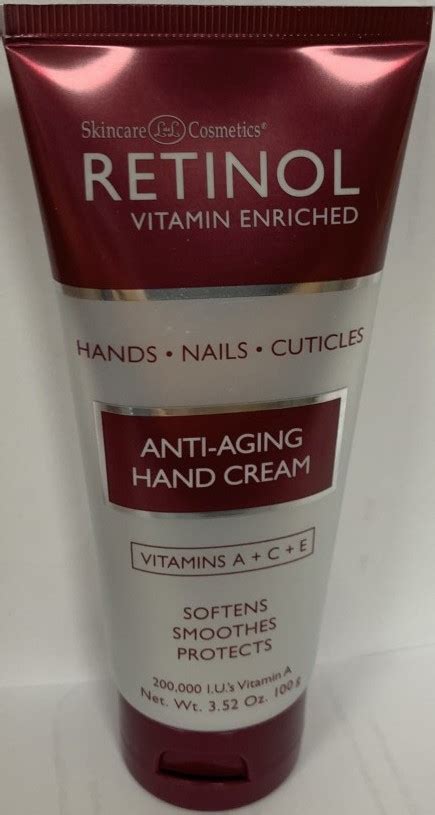 Skincare L&L Cosmetics®
RETINOL
VITAMIN ENRICHED
HANDS • NAILS • CUTICLES
ANTI-AGING
HAND CREAM
VITAMINS A + C + E
SOFTENS
SMOOTHES
PROTECTS
200,000 I.U.'s Vitamin A
Net. Wt. 3.52 Oz. 100 g